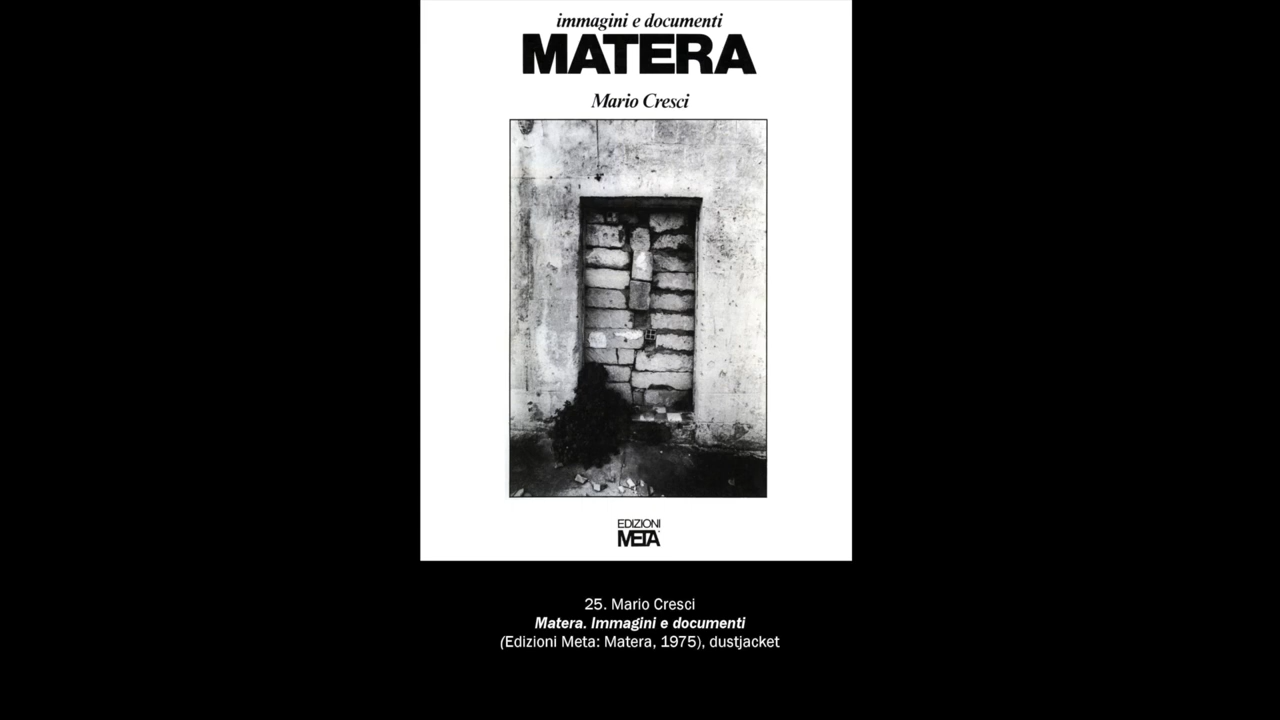 immagini e documenti
MATERA
Mario Cresci
EDIZIONI
META
25. Mario Cresci
Matera. Immagini e documenti
(Edizioni Meta: Matera, 1975), dustjacket